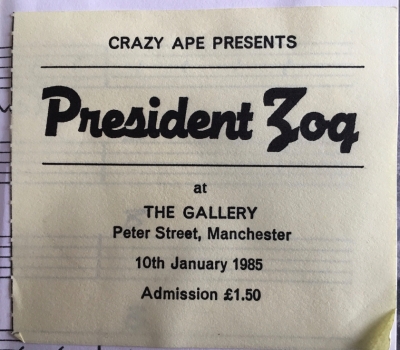 CRAZY APE PRESENTS
President Zog
at
THE GALLERY
Peter Street, Manchester
10th January 1985
Admission £1.50